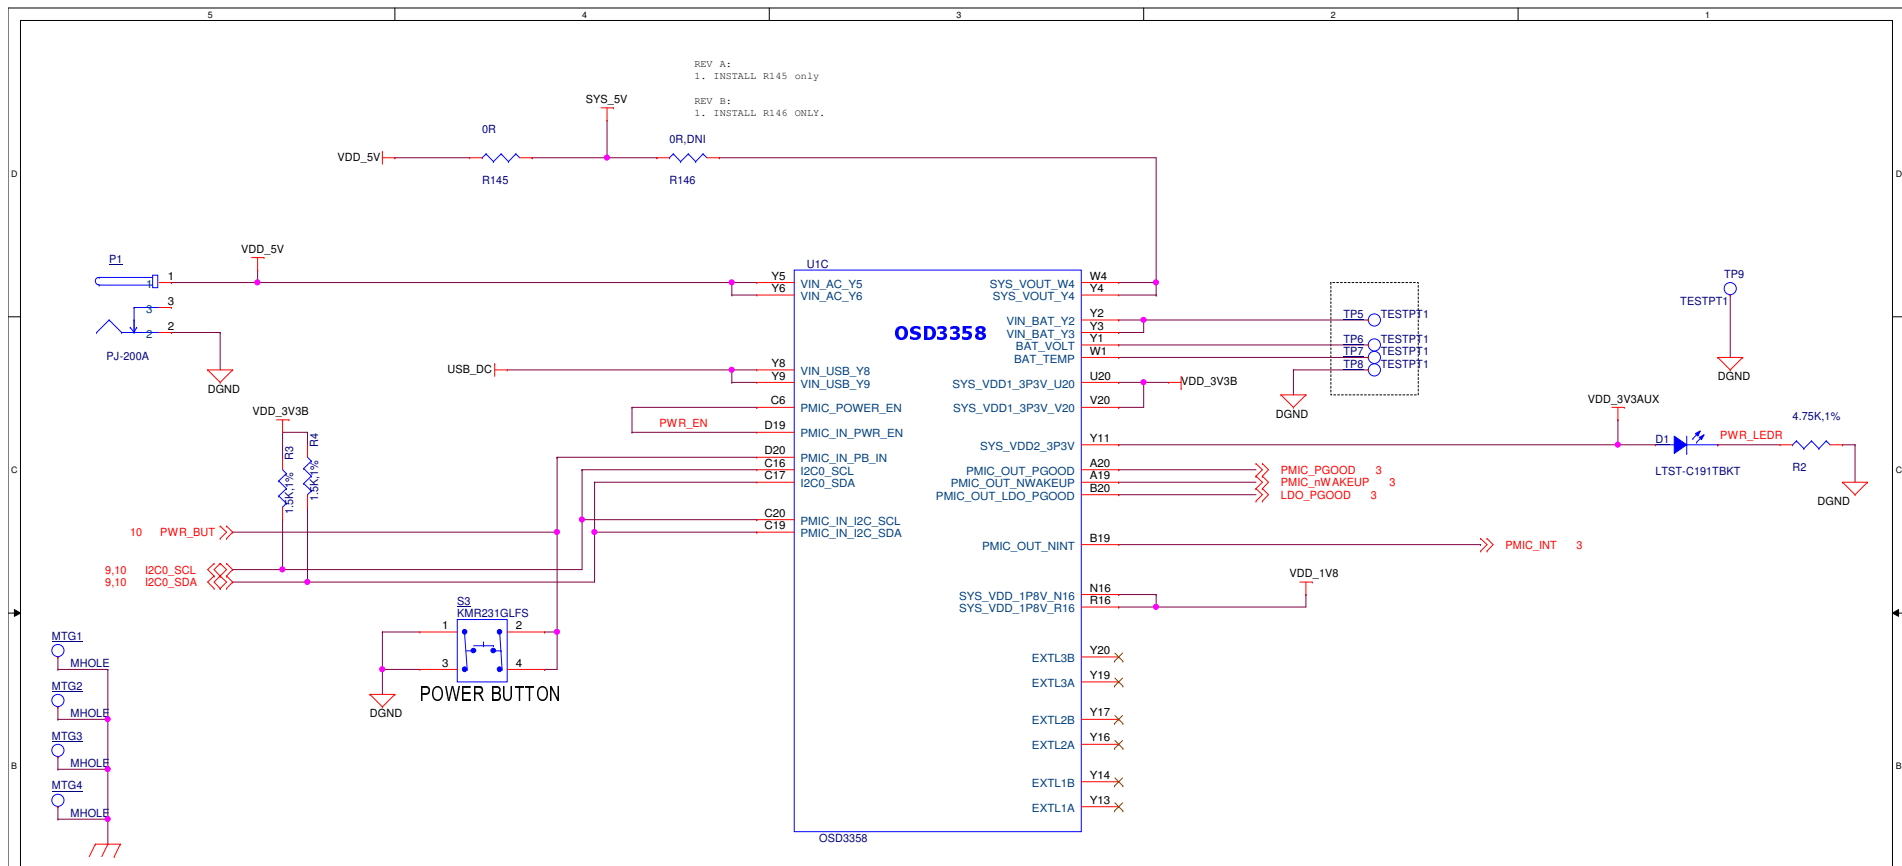 5 4 3 2 1
REV A:
1. INSTALL R145 only
REV B:
1. INSTALL R146 ONLY.
SYS_5V
0R
0R,DNI
VDD_5V
R145
R146
D
D
P1
VDD_5V
1
1
3
3
2
2
PJ-200A
DGND
USB_DC
VDD_3V3B
R3
1.5K,1%
R4
1.5K,1%
PWR_EN
10 PWR_BUT
9,10 I2C0_SCL
9,10 I2C0_SDA
S3
KMR231GLFS
1
2
3
4
POWER BUTTON
DGND
MTG1
MHOLE
MTG2
MHOLE
MTG3
MHOLE
MTG4
MHOLE
U1C
OSD3358
Y5 VIN_AC_Y5
Y6 VIN_AC_Y6
Y8 VIN_USB_Y8
Y9 VIN_USB_Y9
C6 PMIC_POWER_EN
D19 PMIC_IN_PWR_EN
D20 PMIC_IN_PB_IN
C16 I2C0_SCL
C17 I2C0_SDA
C20 PMIC_IN_I2C_SCL
C19 PMIC_IN_I2C_SDA
SYS_VOUT_W4 W4
SYS_VOUT_Y4 Y4
VIN_BAT_Y2 Y2
VIN_BAT_Y3 Y3
BAT_VOLT Y1
BAT_TEMP W1
SYS_VDD1_3P3V_U20 U20
SYS_VDD1_3P3V_V20 V20
SYS_VDD2_3P3V Y11
PMIC_OUT_PGOOD A20
PMIC_OUT_NWAKEUP A19
PMIC_OUT_LDO_PGOOD B20
PMIC_OUT_NINT B19
SYS_VDD_1P8V_N16 N16
SYS_VDD_1P8V_R16 R16
EXTL3B Y20
EXTL3A Y19
EXTL2B Y17
EXTL2A Y16
EXTL1B Y14
EXTL1A Y13
OSD3358
TP5 TESTPT1
TP6 TESTPT1
TP7 TESTPT1
TP8 TESTPT1
DGND
VDD_3V3B
PMIC_PGOOD 3
PMIC_nWAKEUP 3
LDO_PGOOD 3
PMIC_INT 3
VDD_1V8
TP9
TESTPT1
DGND
VDD_3V3AUX
4.75K,1%
D1
PWR_LEDR
LTST-C191TBKT
R2
DGND
C
C
B
B